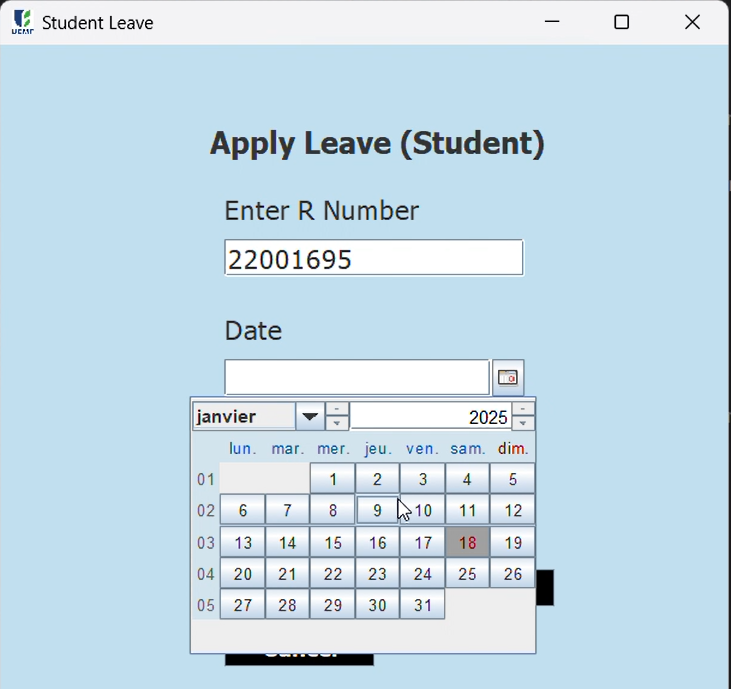 UEMF Student Leave
Apply Leave (Student)
Enter R Number
22001695
Date
janvier 2025
lun. mar. mer. jeu. ven. sam. dim.
01 1 2 3 4 5
02 6 7 8 9 10 11 12
03 13 14 15 16 17 18 19
04 20 21 22 23 24 25 26
05 27 28 29 30 31
Cancel